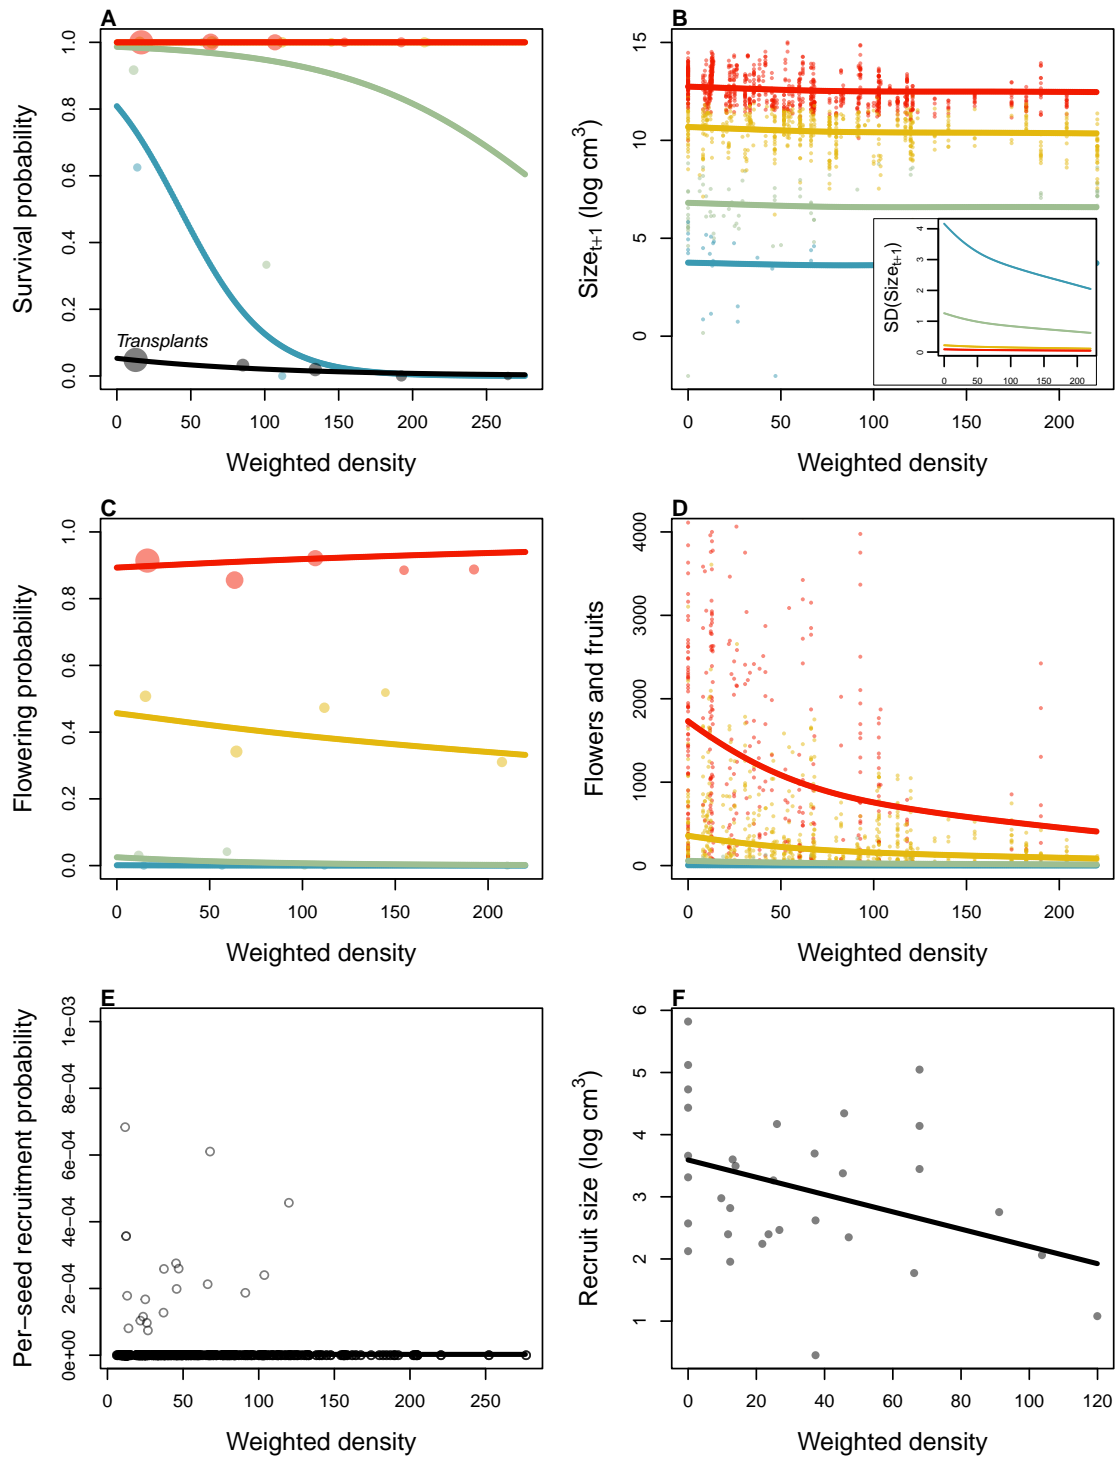 A
Survival probability
1.0
0.8
0.6
0.4
0.2
0.0
Transplants
0 50 100 150 200 250
Weighted density
B
Size t+1 (log cm³)
15
10
5
0
SD(Size t+1)
4
3
2
1
0
0 50 100 150 200
0 50 100 150 200
Weighted density
C
Flowering probability
1.0
0.8
0.6
0.4
0.2
0.0
0 50 100 150 200
Weighted density
D
Flowers and fruits
4000
3000
2000
1000
0
0 50 100 150 200
Weighted density
E
Per−seed recruitment probability
1e−03
8e−04
6e−04
4e−04
2e−04
0e+00
0 50 100 150 200 250
Weighted density
F
Recruit size (log cm³)
6
5
4
3
2
1
0 20 40 60 80 100 120
Weighted density